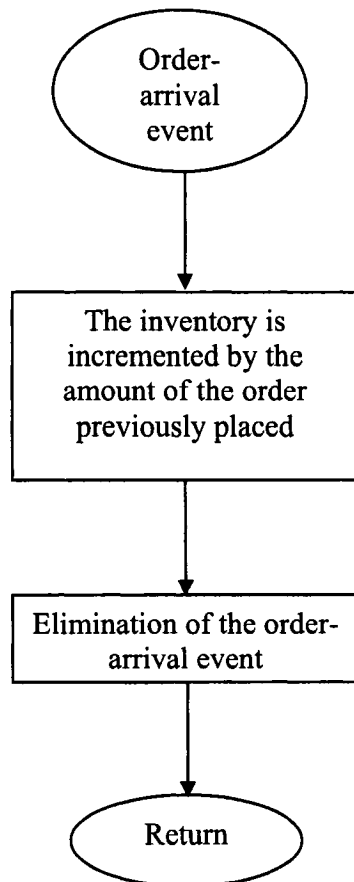 Order-
arrival
event
The inventory is
incremented by the
amount of the order
previously placed
Elimination of the order-
arrival event
Return